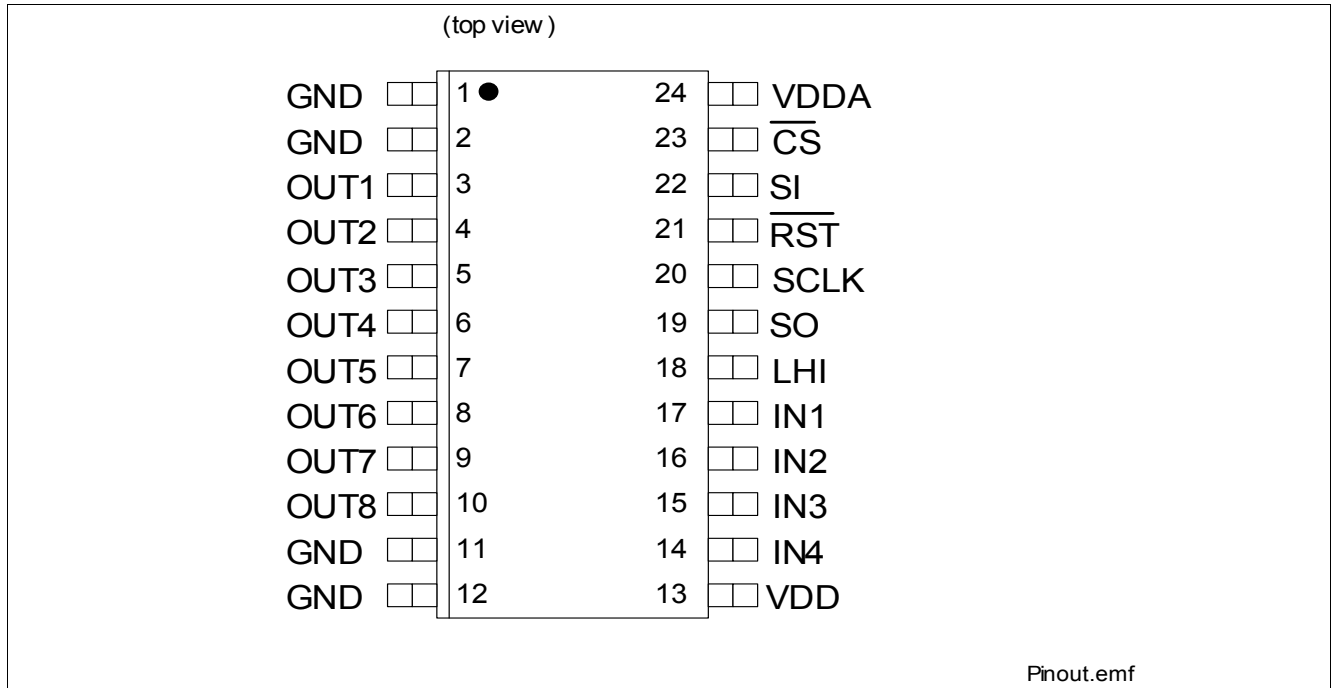 (top view)
GND 1 24 VDDA
GND 2 23 C̅S̅
OUT1 3 22 SI
OUT2 4 21 R̅S̅T̅
OUT3 5 20 SCLK
OUT4 6 19 SO
OUT5 7 18 LHI
OUT6 8 17 IN1
OUT7 9 16 IN2
OUT8 10 15 IN3
GND 11 14 IN4
GND 12 13 VDD
Pinout.emf